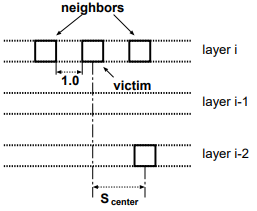 neighbors
layer i
1.0
victim
layer i-1
layer i-2
S center